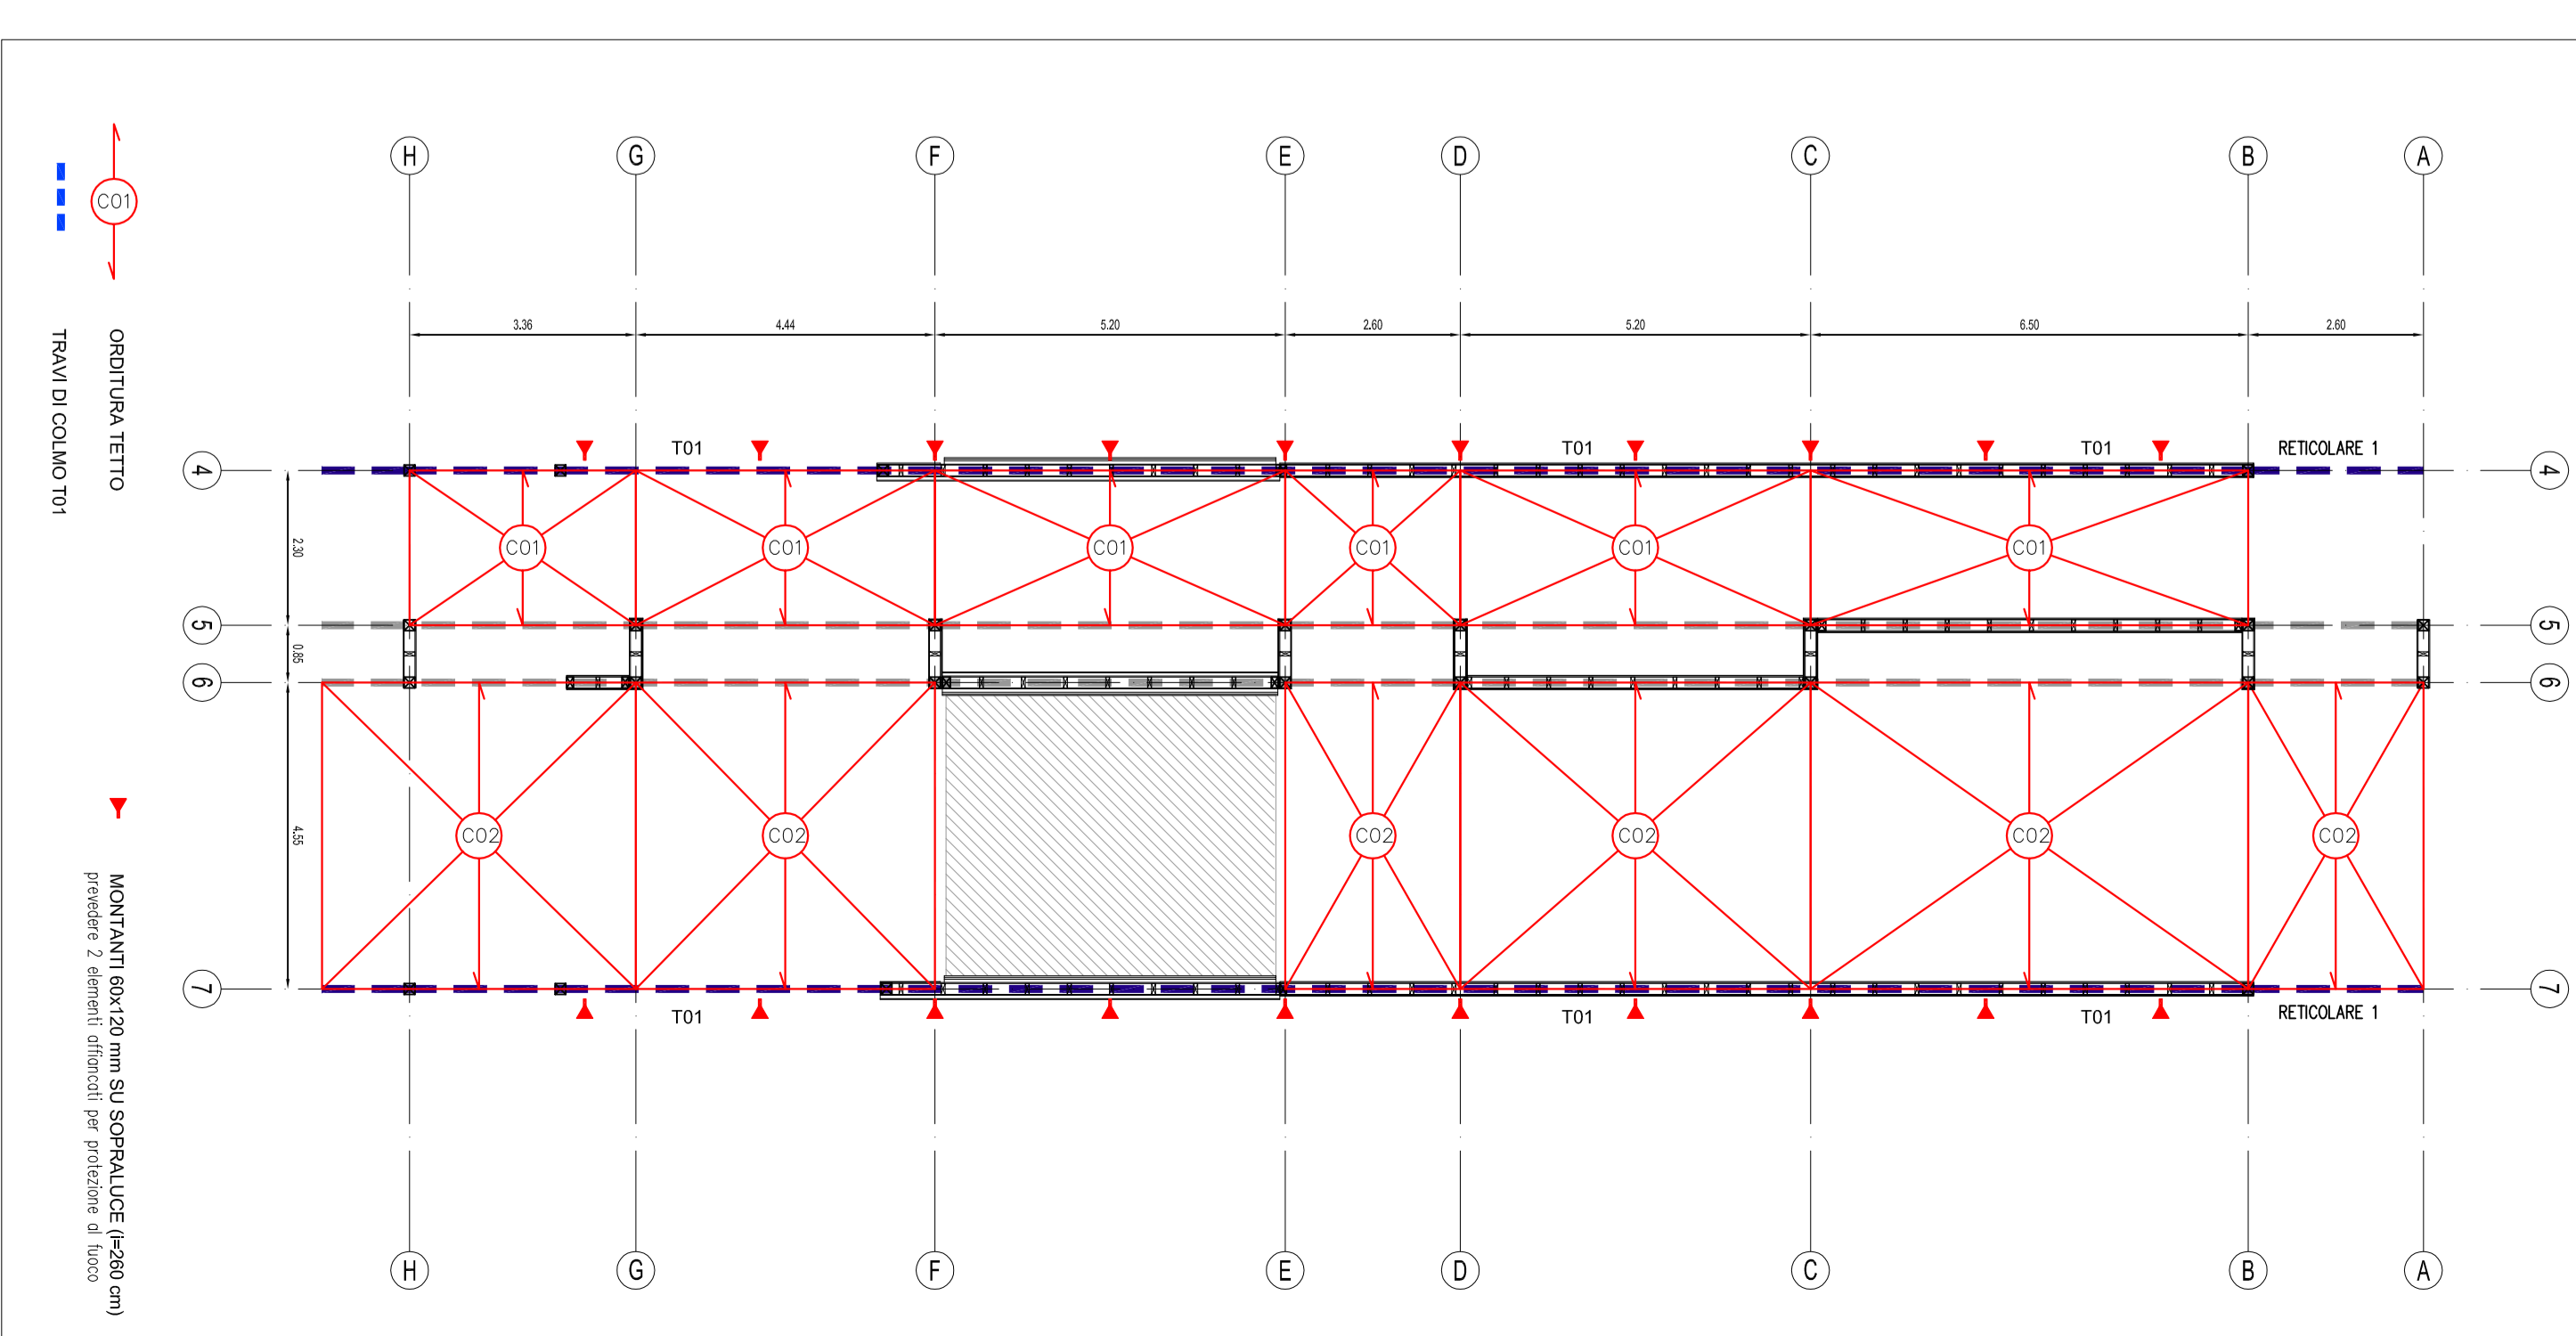 H G F E D C B A
3.36 4.44 5.20 2.60 5.20 6.50 2.60
T01 T01 T01 RETICOLARE 1
4 4
C01 C01 C01 C01 C01 C01
2.30
5 5
0.85
6 6
C02 C02 C02 C02 C02 C02
4.55
7 7
T01 T01 T01 RETICOLARE 1
H G F E D C B A
C01
ORDITURA TETTO
TRAVI DI COLMO T01
MONTANTI 60x120 mm SU SOPRALUCE (i=260 cm)
prevedere 2 elementi affiancati per protezione al fuoco